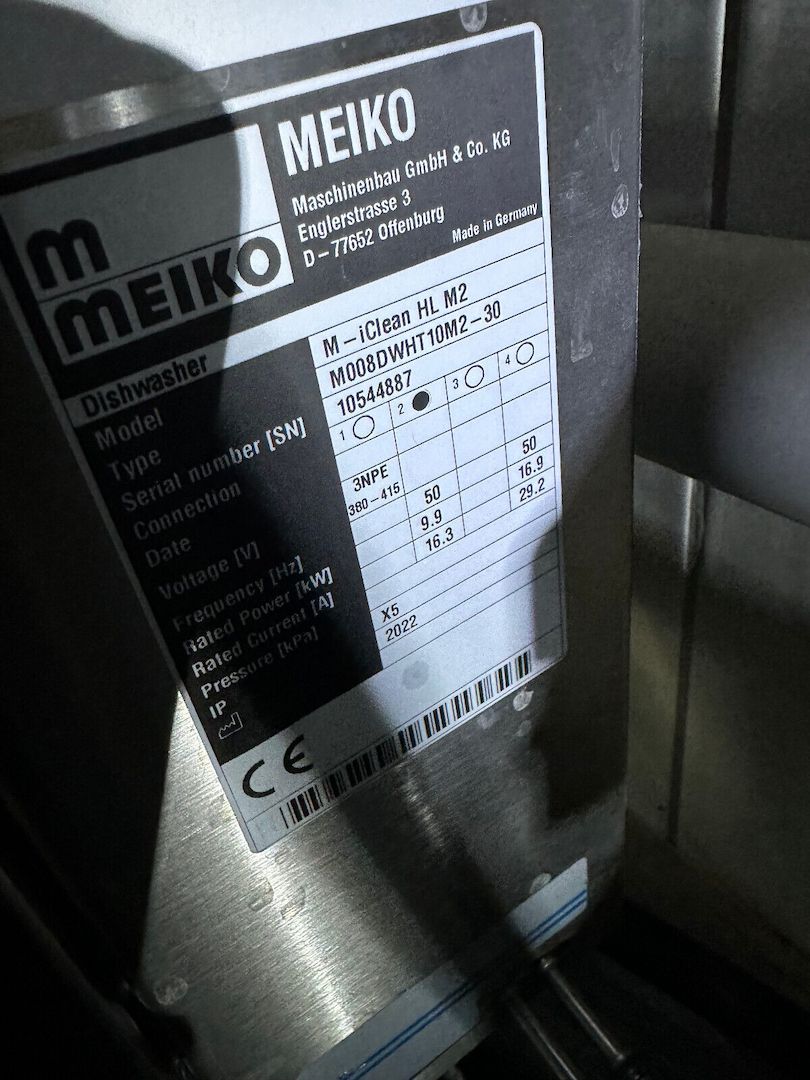 m
MEIKO
MEIKO
Maschinenbau GmbH & Co. KG
Englerstrasse 3
D-77652 Offenburg
Made in Germany
Dishwasher
Model M-iClean HL M2
Type M008DWHT10M2-30
Serial number [SN] 10544887
Connection 1 2 3 4
Date
Voltage [V] 3NPE 380-415
Frequency [Hz] 50 50
Rated Power [kW] 9.9 16.9
Rated Current [A] 16.3 29.2
Pressure [kPa]
IP X5
2022
CE